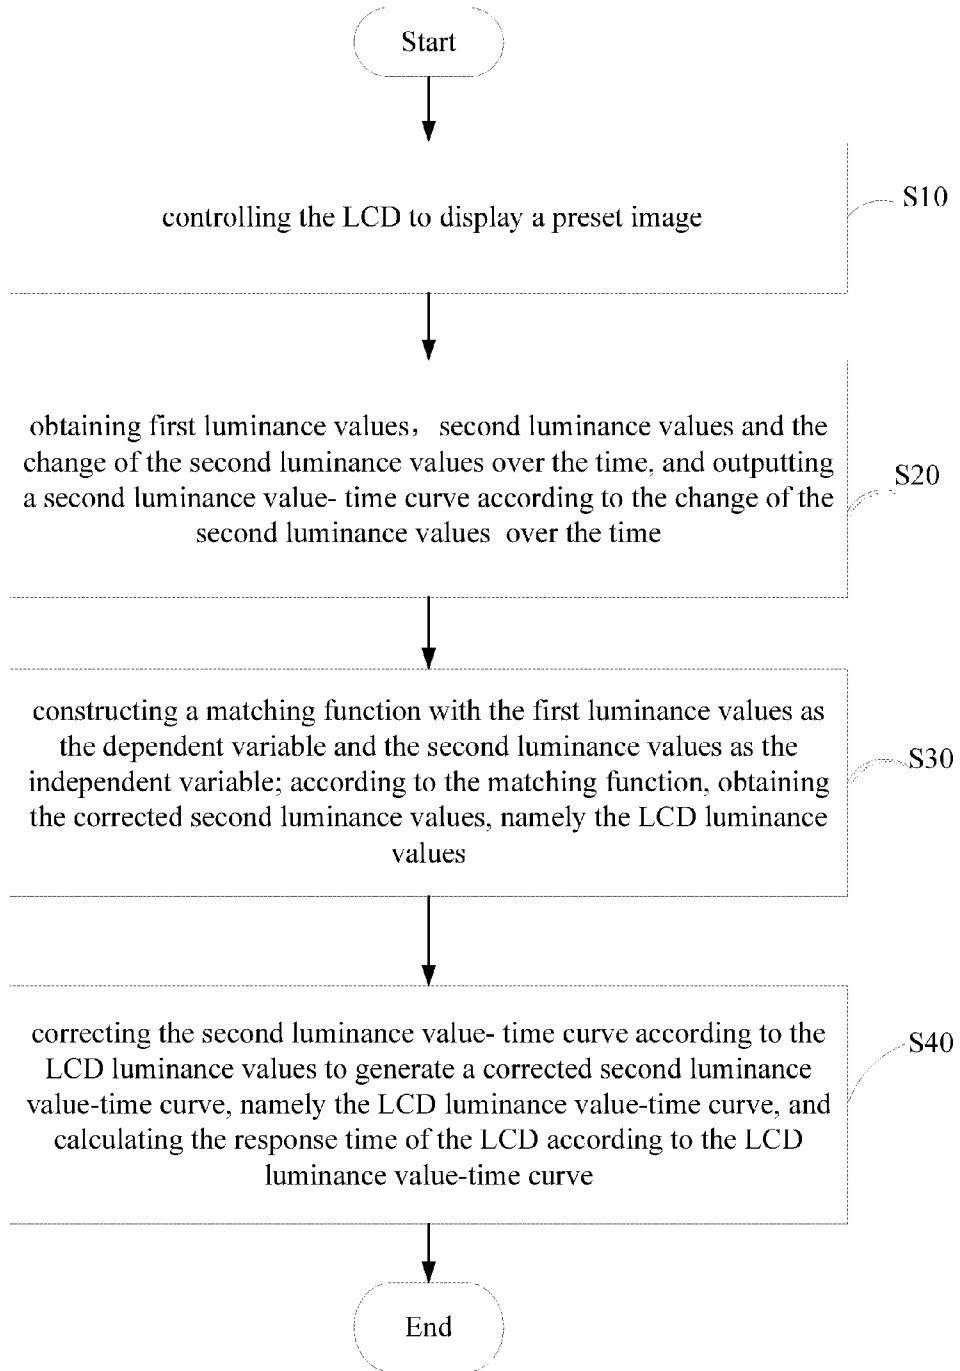 Start
controlling the LCD to display a preset image
S10
obtaining first luminance values, second luminance values and the
change of the second luminance values over the time, and outputting
a second luminance value- time curve according to the change of the
second luminance values over the time
S20
constructing a matching function with the first luminance values as
the dependent variable and the second luminance values as the
independent variable; according to the matching function, obtaining
the corrected second luminance values, namely the LCD luminance
values
S30
correcting the second luminance value- time curve according to the
LCD luminance values to generate a corrected second luminance
value-time curve, namely the LCD luminance value-time curve, and
calculating the response time of the LCD according to the LCD
luminance value-time curve
S40
End